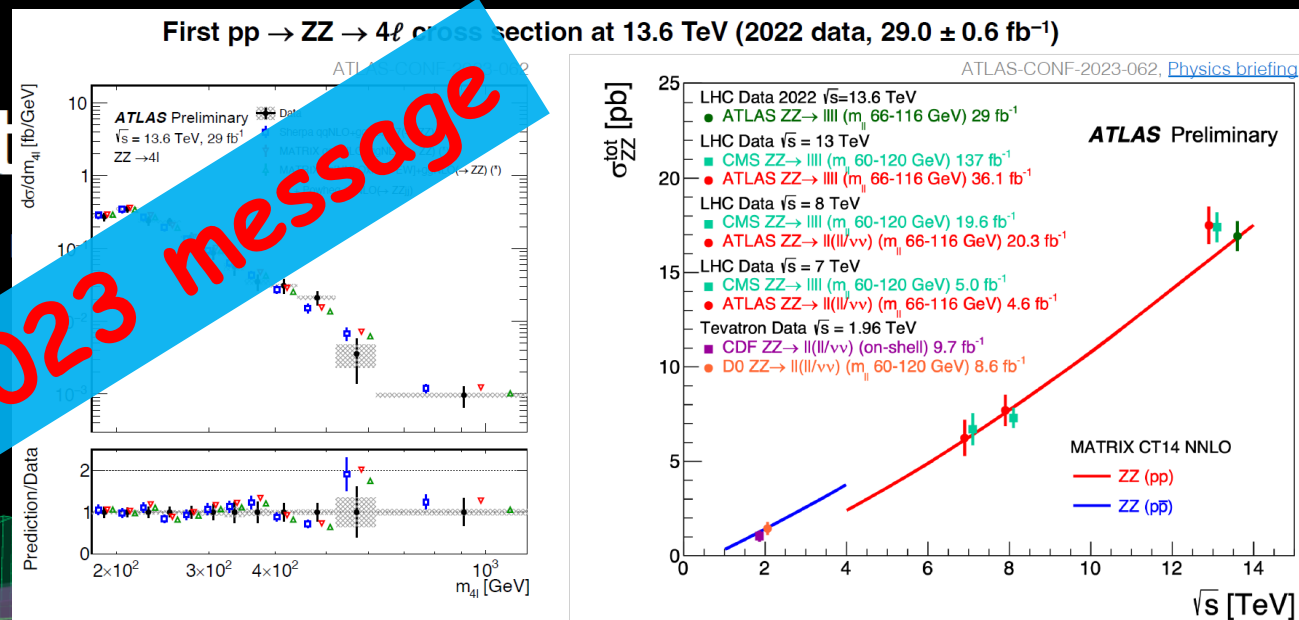 First pp → ZZ → 4ℓ cross section at 13.6 TeV (2022 data, 29.0 ± 0.6 fb⁻¹)
ATLAS-CONF-2023-062
ATLAS Preliminary
√s = 13.6 TeV, 29 fb⁻¹
ZZ →4l
Data
(→ ZZ) (*)
023 message
dσ/dm4l [fb/GeV]
10
1
10⁻³
Prediction/Data
2
1
0
2×10² 3×10² 4×10² 10³
m4l [GeV]
ATLAS-CONF-2023-062, Physics briefing
σZZ^tot [pb]
25
20
15
10
5
0
LHC Data 2022 √s=13.6 TeV
ATLAS ZZ→ llll (mll 66-116 GeV) 29 fb⁻¹
LHC Data √s = 13 TeV
CMS ZZ→ llll (mll 60-120 GeV) 137 fb⁻¹
ATLAS ZZ→ llll (mll 66-116 GeV) 36.1 fb⁻¹
LHC Data √s = 8 TeV
CMS ZZ→ llll (mll 60-120 GeV) 19.6 fb⁻¹
ATLAS ZZ→ ll(ll/νν) (mll 66-116 GeV) 20.3 fb⁻¹
LHC Data √s = 7 TeV
CMS ZZ→ llll (mll 60-120 GeV) 5.0 fb⁻¹
ATLAS ZZ→ ll(ll/νν) (mll 66-116 GeV) 4.6 fb⁻¹
Tevatron Data √s = 1.96 TeV
CDF ZZ→ ll(ll/νν) (on-shell) 9.7 fb⁻¹
D0 ZZ→ ll(ll/νν) (mll 60-120 GeV) 8.6 fb⁻¹
ATLAS Preliminary
MATRIX CT14 NNLO
ZZ (pp)
ZZ (pp̅)
0 2 4 6 8 10 12 14
√s [TeV]